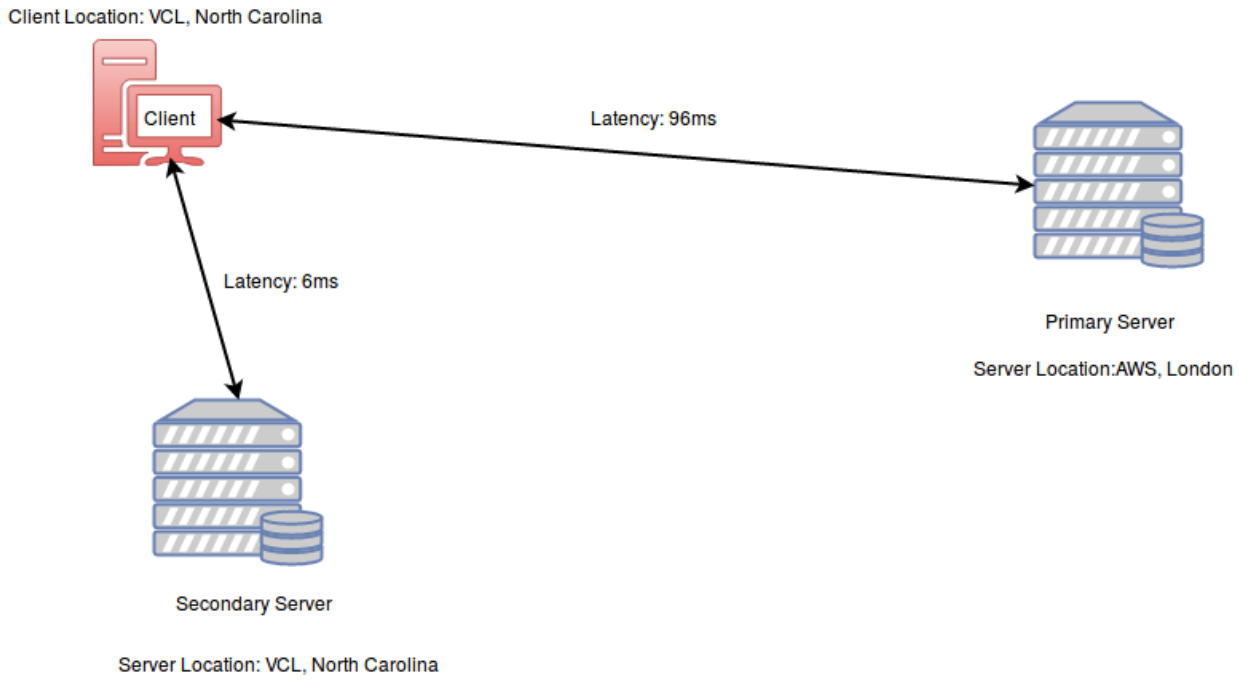 Client Location: VCL, North Carolina
Client
Latency: 96ms
Latency: 6ms
Primary Server
Server Location:AWS, London
Secondary Server
Server Location: VCL, North Carolina